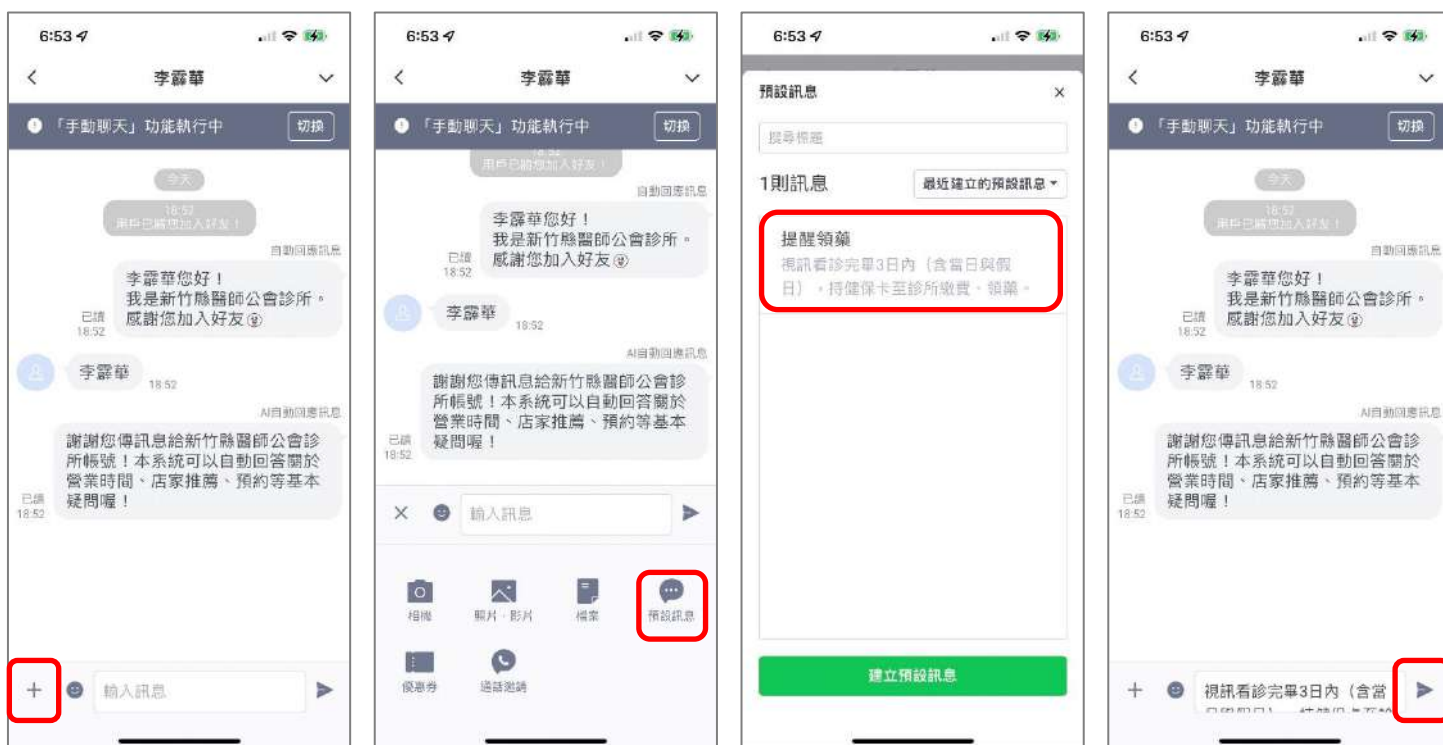 6:53
李霹華
「手動聊天」功能執行中
切換
今天
18:52
用戶已將您加入好友！
自動回應訊息
李霹華您好！
我是新竹縣醫師公會診所。
感謝您加入好友
已讀
18:52
李霹華
18:52
AI自動回應訊息
謝謝您傳訊息給新竹縣醫師公會診
所帳號！本系統可以自動回答關於
營業時間、店家推薦、預約等基本
疑問喔！
已讀
18:52
輸入訊息
6:53
李霹華
「手動聊天」功能執行中
切換
18:52
用戶已將您加入好友！
自動回應訊息
李霹華您好！
我是新竹縣醫師公會診所。
感謝您加入好友
已讀
18:52
李霹華
18:52
AI自動回應訊息
謝謝您傳訊息給新竹縣醫師公會診
所帳號！本系統可以自動回答關於
營業時間、店家推薦、預約等基本
疑問喔！
已讀
18:52
輸入訊息
相機
照片・影片
檔案
預設訊息
優惠券
通話邀請
6:53
預設訊息
搜尋標題
1則訊息
最近建立的預設訊息
提醒領藥
視訊看診完畢3日內（含當日與假
日），持健保卡至診所繳費、領藥。
建立預設訊息
6:53
李霹華
「手動聊天」功能執行中
切換
今天
18:52
用戶已將您加入好友！
自動回應訊息
李霹華您好！
我是新竹縣醫師公會診所。
感謝您加入好友
已讀
18:52
李霹華
18:52
AI自動回應訊息
謝謝您傳訊息給新竹縣醫師公會診
所帳號！本系統可以自動回答關於
營業時間、店家推薦、預約等基本
疑問喔！
已讀
18:52
視訊看診完畢3日內（含當